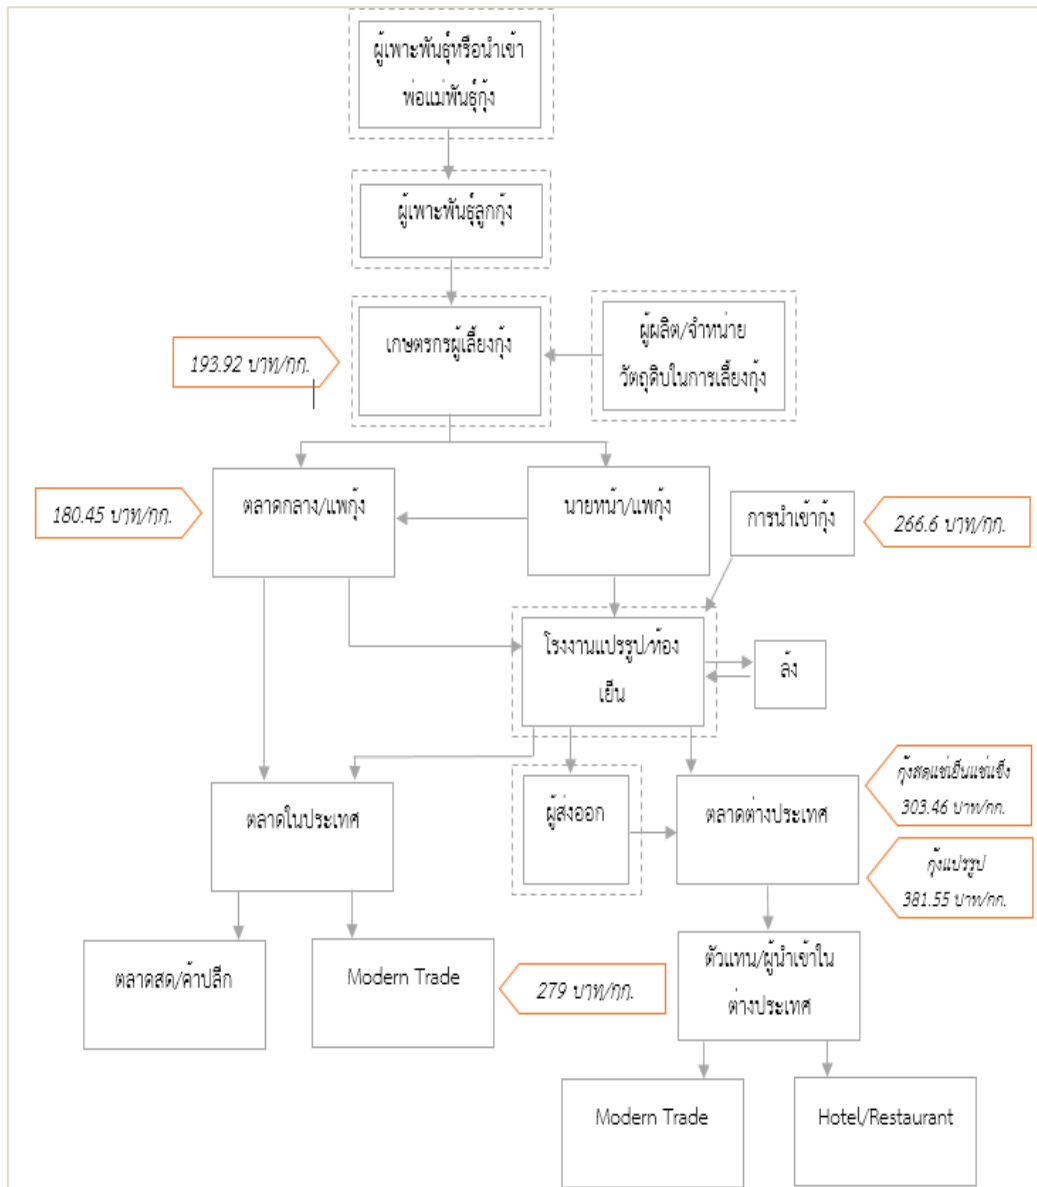 ผู้เพาะพันธุ์หรือนำเข้า
พ่อแม่พันธุ์กุ้ง
ผู้เพาะพันธุ์ลูกกุ้ง
เกษตรกรผู้เลี้ยงกุ้ง
ผู้ผลิต/จำหน่าย
วัตถุดิบในการเลี้ยงกุ้ง
193.92 บาท/กก.
ตลาดกลาง/แพกุ้ง
นายหน้า/แพกุ้ง
180.45 บาท/กก.
การนำเข้ากุ้ง
266.6 บาท/กก.
โรงงานแปรรูป/ห้อง
เย็น
ล้ง
กุ้งสดแช่เย็นแช่แข็ง
303.46 บาท/กก.
ตลาดในประเทศ
ผู้ส่งออก
ตลาดต่างประเทศ
กุ้งแปรรูป
381.55 บาท/กก.
ตลาดสด/ค้าปลีก
Modern Trade
279 บาท/กก.
ตัวแทน/ผู้นำเข้าใน
ต่างประเทศ
Modern Trade
Hotel/Restaurant